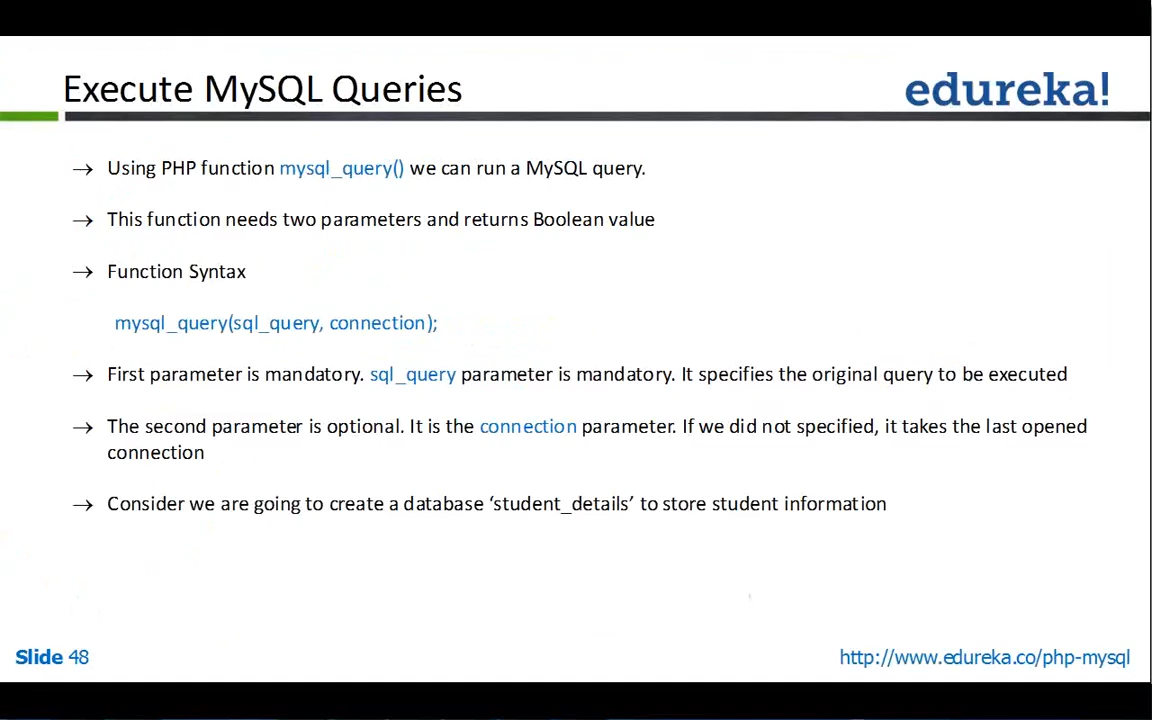 Execute MySQL Queries
edureka!
→ Using PHP function mysql_query() we can run a MySQL query.
→ This function needs two parameters and returns Boolean value
→ Function Syntax
mysql_query(sql_query, connection);
→ First parameter is mandatory. sql_query parameter is mandatory. It specifies the original query to be executed
→ The second parameter is optional. It is the connection parameter. If we did not specified, it takes the last opened
connection
→ Consider we are going to create a database ‘student_details’ to store student information
Slide 48
http://www.edureka.co/php-mysql